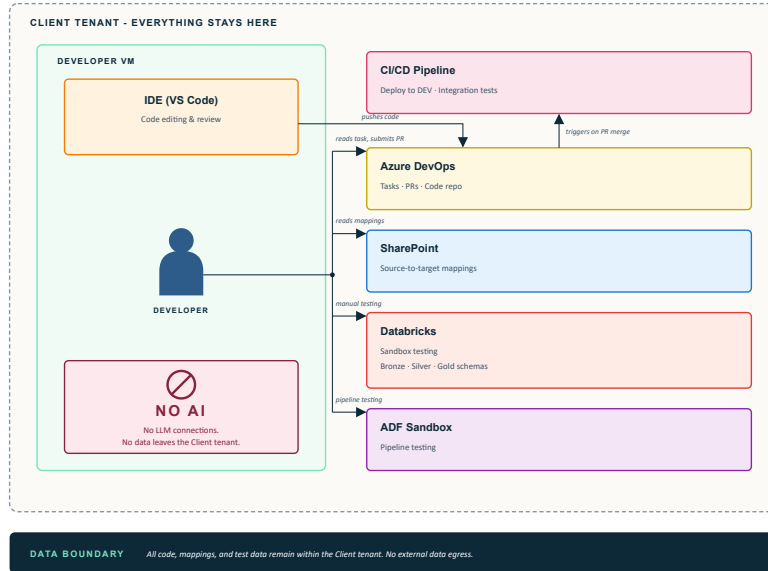 CLIENT TENANT - EVERYTHING STAYS HERE
DEVELOPER VM
IDE (VS Code)
Code editing & review
DEVELOPER
NO AI
No LLM connections.
No data leaves the Client tenant.
pushes code
reads task, submits PR
reads mappings
manual testing
pipeline testing
CI/CD Pipeline
Deploy to DEV · Integration tests
triggers on PR merge
Azure DevOps
Tasks · PRs · Code repo
SharePoint
Source-to-target mappings
Databricks
Sandbox testing
Bronze · Silver · Gold schemas
ADF Sandbox
Pipeline testing
DATA BOUNDARY All code, mappings, and test data remain within the Client tenant. No external data egress.